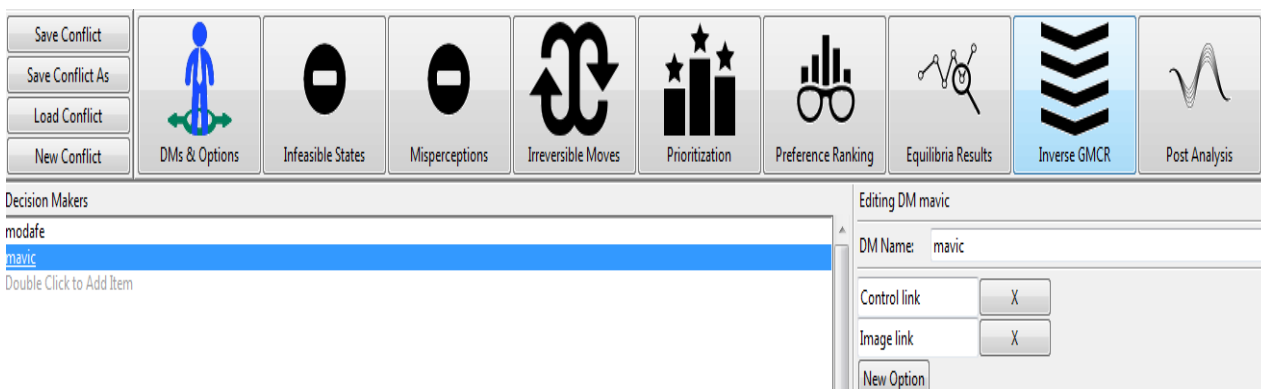 Save Conflict
Save Conflict As
Load Conflict
New Conflict
DMs & Options
Infeasible States
Misperceptions
Irreversible Moves
Prioritization
Preference Ranking
Equilibria Results
Inverse GMCR
Post Analysis
Decision Makers
modafe
mavic
Double Click to Add Item
Editing DM mavic
DM Name: mavic
Control link X
Image link X
New Option